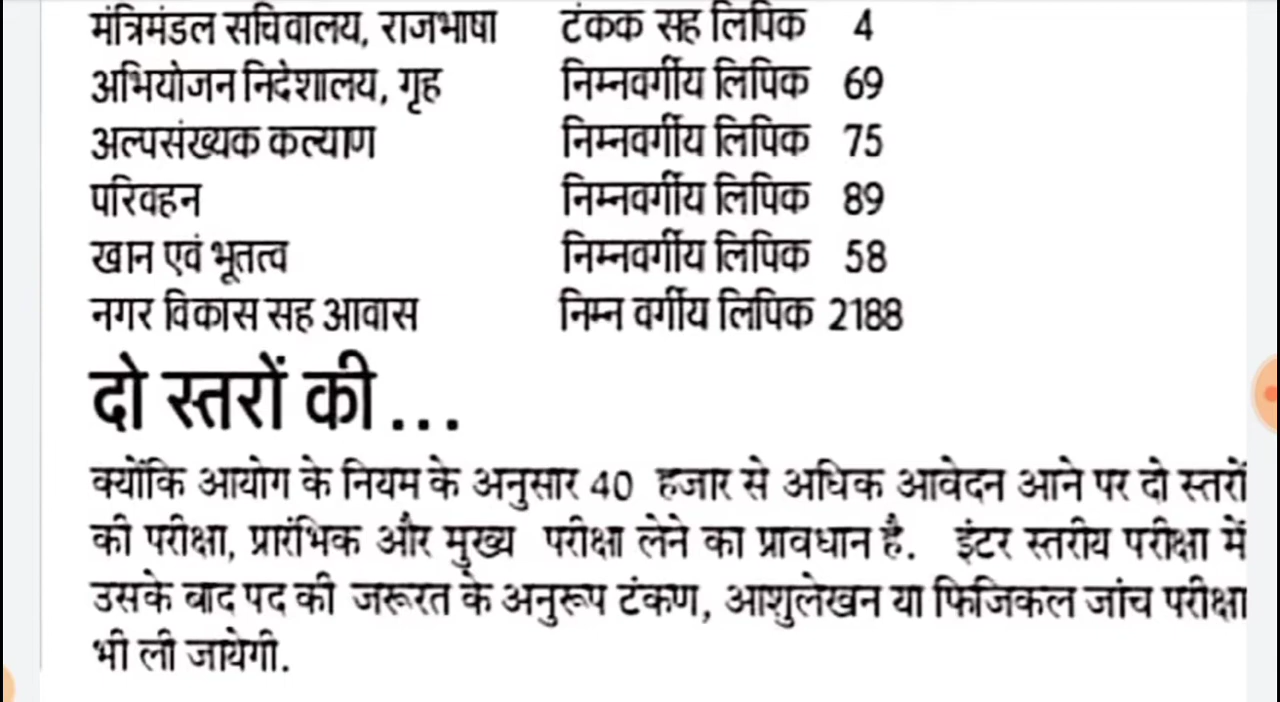 मंत्रिमंडल सचिवालय, राजभाषा टंकक सह लिपिक 4
अभियोजन निदेशालय, गृह निम्नवर्गीय लिपिक 69
अल्पसंख्यक कल्याण निम्नवर्गीय लिपिक 75
परिवहन निम्नवर्गीय लिपिक 89
खान एवं भूतत्व निम्नवर्गीय लिपिक 58
नगर विकास सह आवास निम्न वर्गीय लिपिक 2188
दो स्तरों की...
क्योंकि आयोग के नियम के अनुसार 40 हजार से अधिक आवेदन आने पर दो स्तरों
की परीक्षा, प्रारंभिक और मुख्य परीक्षा लेने का प्रावधान है. इंटर स्तरीय परीक्षा में
उसके बाद पद की जरूरत के अनुरूप टंकण, आशुलेखन या फिजिकल जांच परीक्षा
भी ली जायेगी.